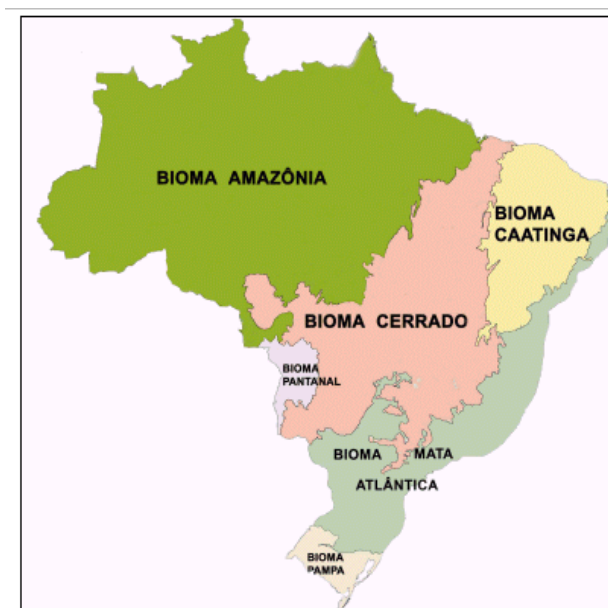 BIOMA AMAZÔNIA
BIOMA
CAATINGA
BIOMA CERRADO
BIOMA
PANTANAL
BIOMA MATA
ATLÂNTICA
BIOMA
PAMPA